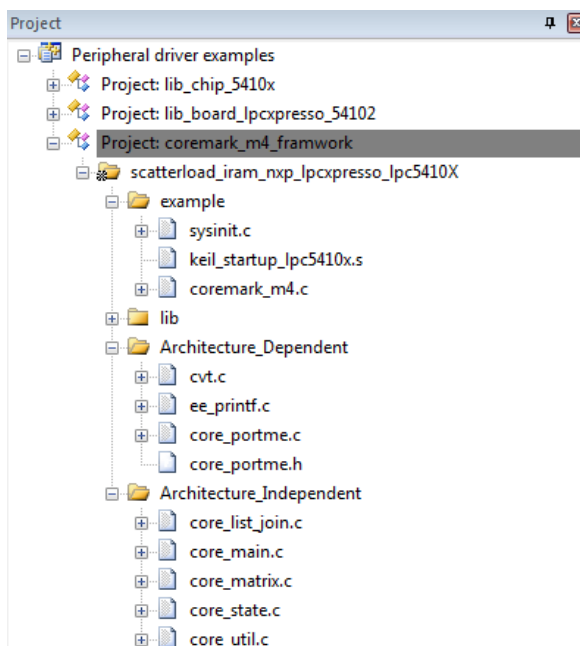 Project
Peripheral driver examples
Project: lib_chip_5410x
Project: lib_board_lpcxpresso_54102
Project: coremark_m4_framwork
scatterload_iram_nxp_lpcxpresso_lpc5410X
example
sysinit.c
keil_startup_lpc5410x.s
coremark_m4.c
lib
Architecture_Dependent
cvt.c
ee_printf.c
core_portme.c
core_portme.h
Architecture_Independent
core_list_join.c
core_main.c
core_matrix.c
core_state.c
core_util.c